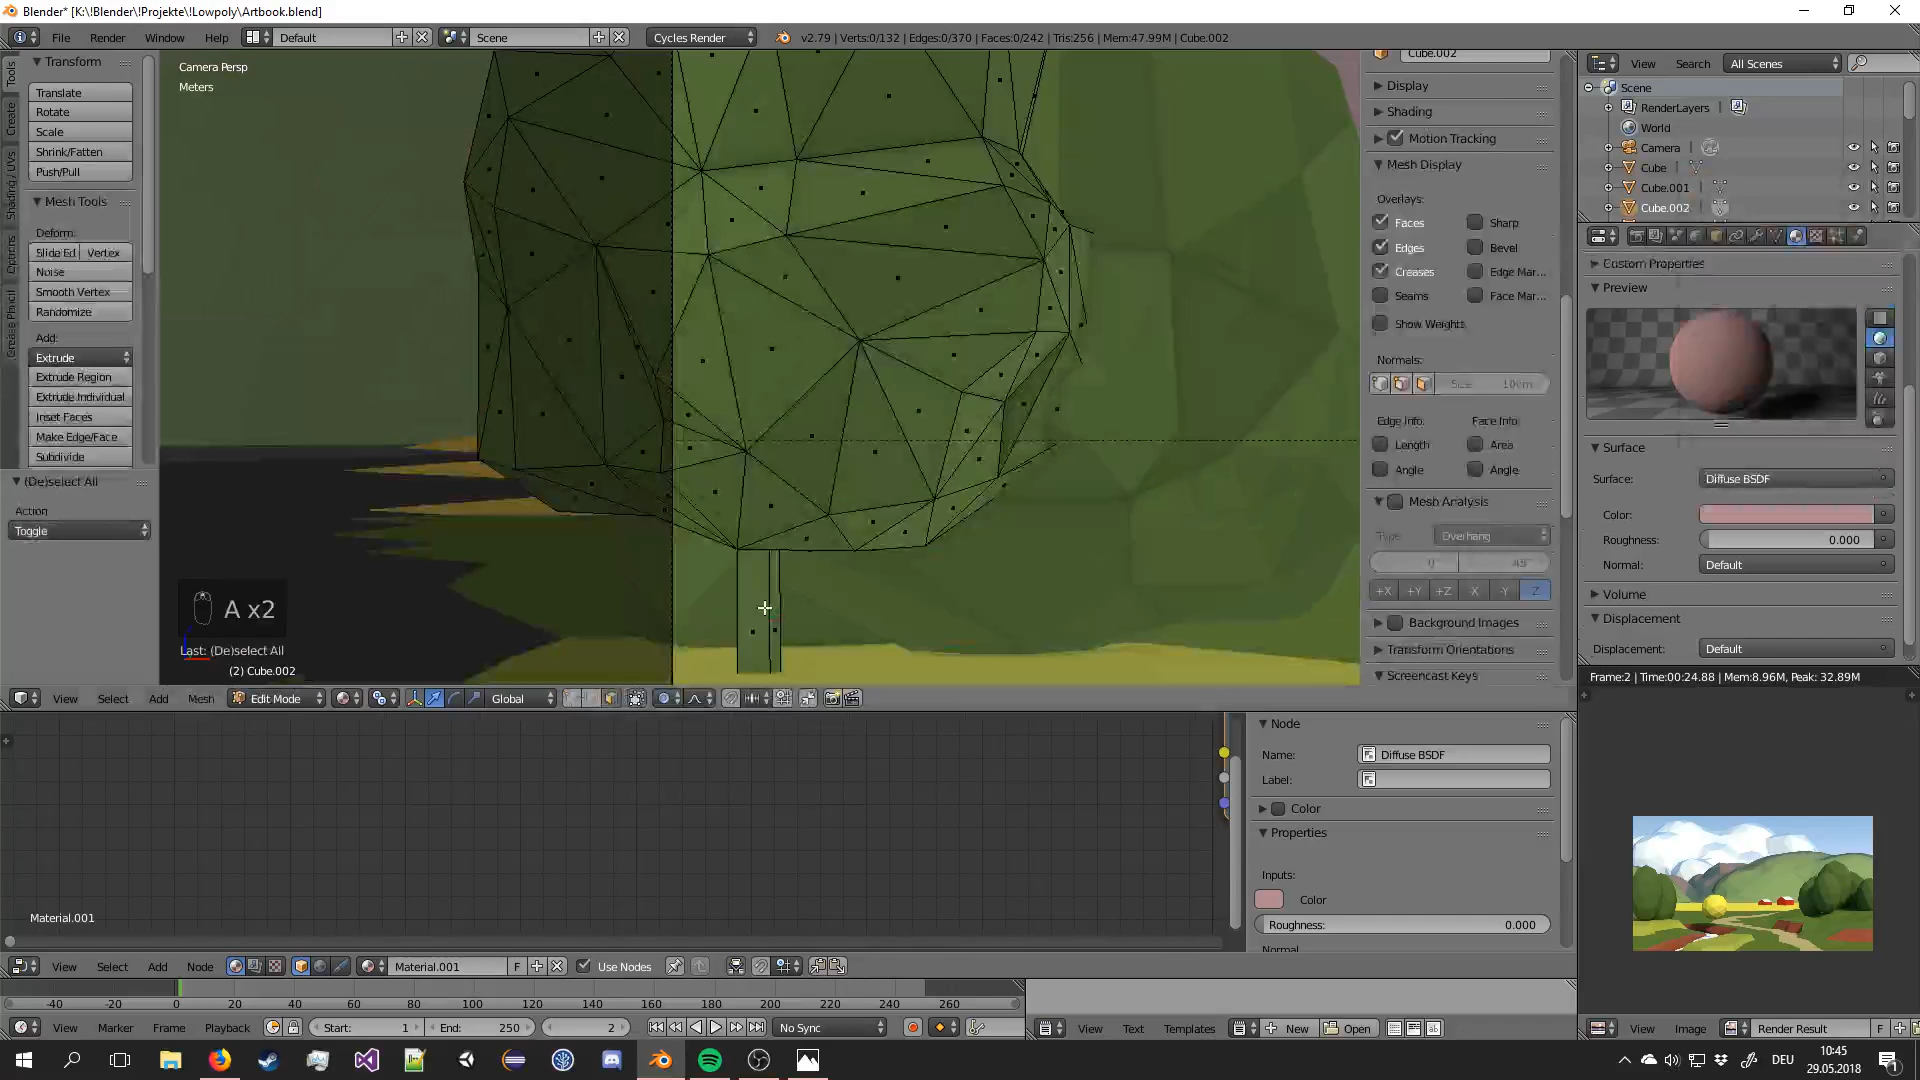 Blender* [K:\!Blender\!Projekte\!Lowpoly\Artbook.blend]
File Render Window Help Default Scene Cycles Render v2.79 | Verts:0/132 | Edges:0/370 | Faces:0/242 | Tris:256 | Mem:47.99M | Cube.002
Tools
Create
Shading / UVs
Options
Grease Pencil
Transform
Translate
Rotate
Scale
Shrink/Fatten
Push/Pull
Mesh Tools
Deform:
Slide Ed Vertex
Noise
Smooth Vertex
Randomize
Add:
Extrude
Extrude Region
Extrude Individual
Inset Faces
Make Edge/Face
Subdivide
(De)select All
Action
Toggle
Camera Persp
Meters
A x2
Last: (De)select All
(2) Cube.002
View Select Add Mesh Edit Mode Global
Cube.002
Display
Shading
Motion Tracking
Mesh Display
Overlays:
Faces Sharp
Edges Bevel
Creases Edge Mar...
Seams Face Mar...
Show Weights
Normals:
Size: 10cm
Edge Info: Face Info
Length Area
Angle Angle
Mesh Analysis
Type: Overhang
0 45°
+X +Y +Z -X -Y Z
Background Images
Transform Orientations
Screencast Keys
View Search All Scenes
Scene
RenderLayers
World
Camera
Cube
Cube.001
Cube.002
Custom Properties
Preview
Surface
Surface: Diffuse BSDF
Color:
Roughness: 0.000
Normal: Default
Volume
Displacement
Displacement: Default
Frame:2 | Time:00:24.88 | Mem:8.96M, Peak: 32.89M
Node
Name: Diffuse BSDF
Label:
Color
Properties
Inputs:
Color
Roughness: 0.000
Normal
Material.001
View Select Add Node Material.001 F Use Nodes
-40 -20 0 20 40 60 80 100 120 140 160 180 200 220 240 260
View Marker Frame Playback Start: 1 End: 250 2 No Sync
View Text Templates New Open
View Image Render Result F
DEU
10:45
29.05.2018
1